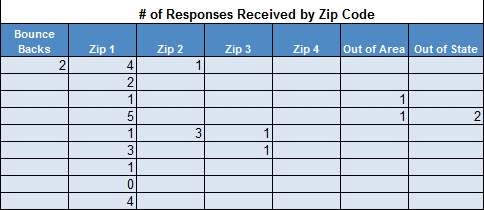 # of Responses Received by Zip Code
Bounce Backs Zip 1 Zip 2 Zip 3 Zip 4 Out of Area Out of State
2 4 1
2
1 1
5 1 2
1 3 1
3 1
1
0
4